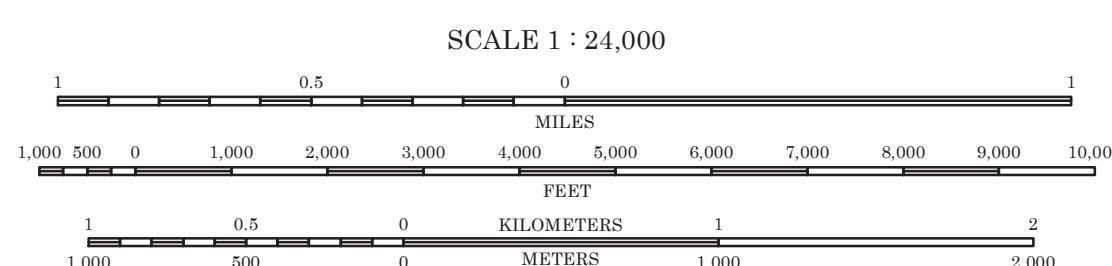 SCALE 1 : 24,000
1 0.5 0 1
MILES
1,000 500 0 1,000 2,000 3,000 4,000 5,000 6,000 7,000 8,000 9,000 10,00
FEET
1 0.5 0 KILOMETERS 1 2
1,000 500 0 METERS 1,000 2,000